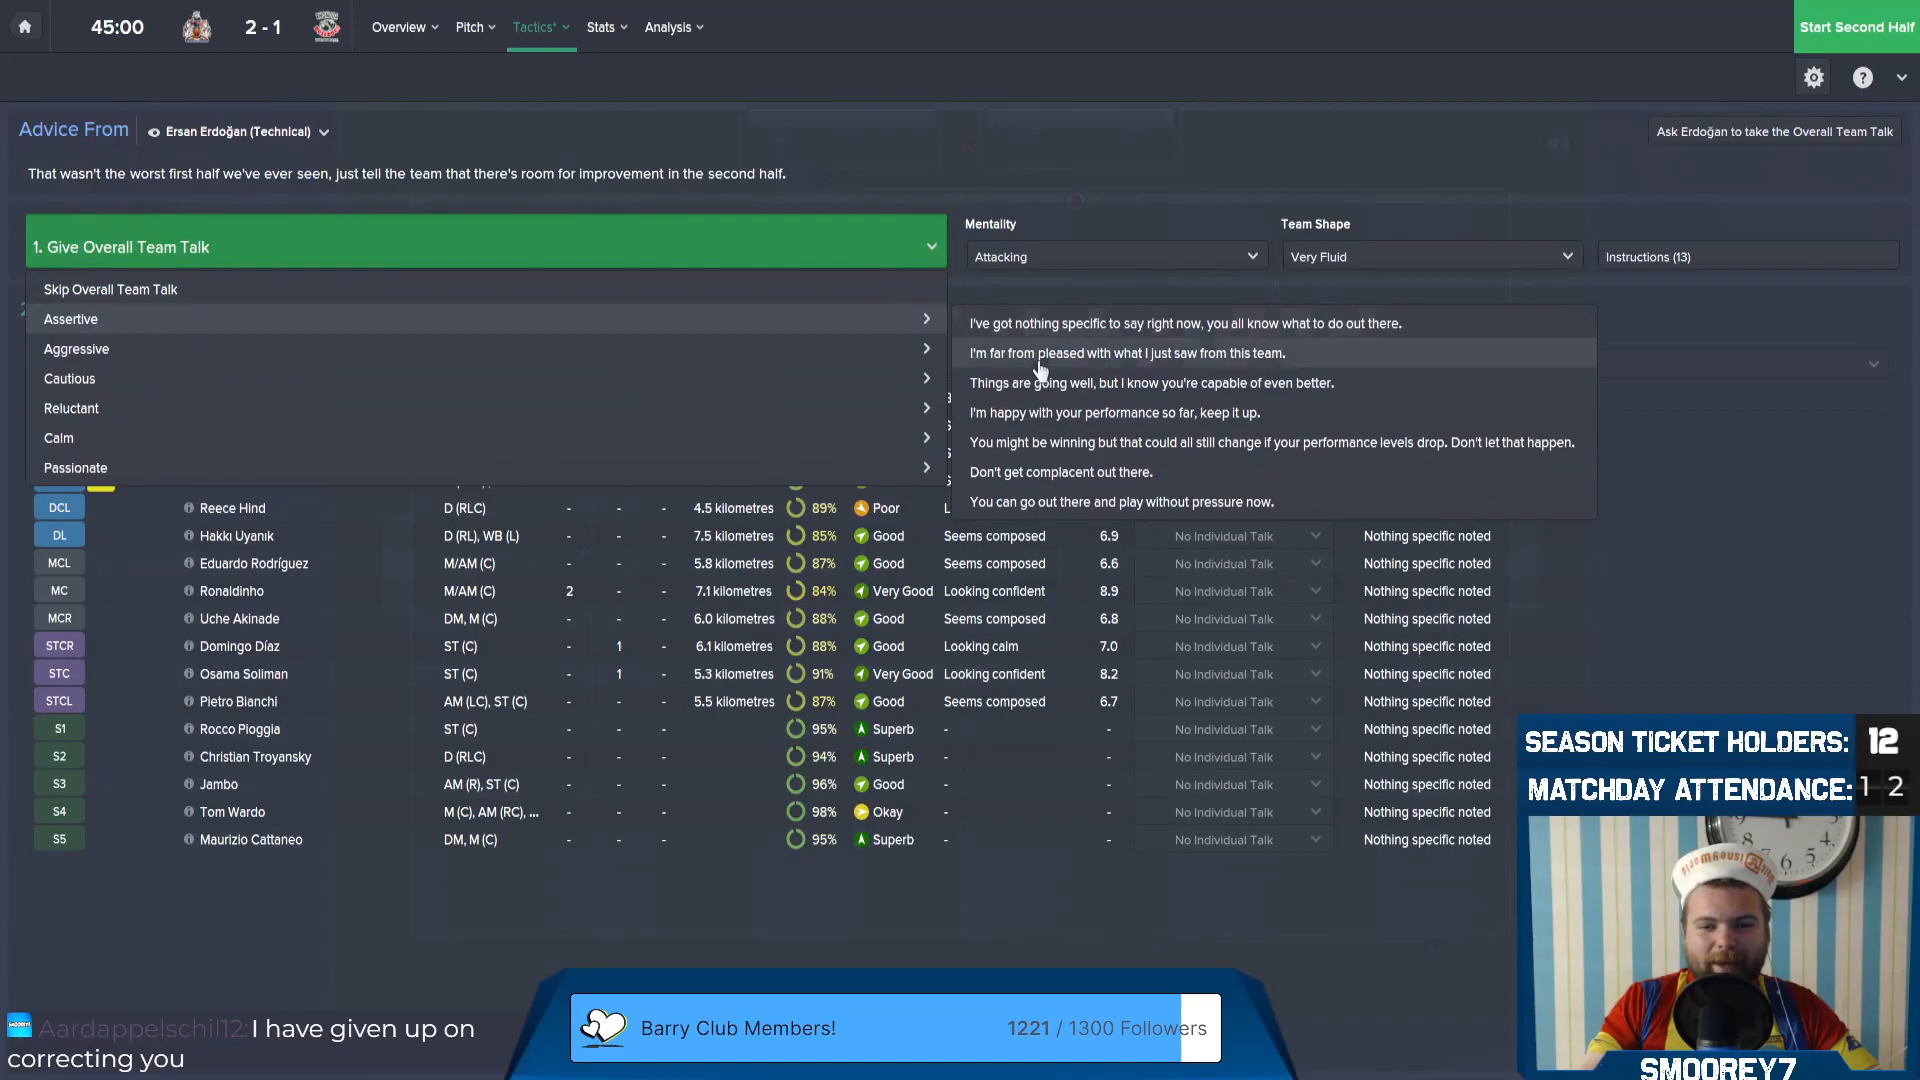 45:00 2 - 1 Overview Pitch Tactics* Stats Analysis Start Second Half
?
Advice From Ersan Erdoğan (Technical) Ask Erdoğan to take the Overall Team Talk
That wasn't the worst first half we've ever seen, just tell the team that there's room for improvement in the second half.
Mentality Team Shape
1. Give Overall Team Talk Attacking Very Fluid Instructions (13)
Skip Overall Team Talk
Assertive
Aggressive
Cautious
Reluctant
Calm
Passionate
I've got nothing specific to say right now, you all know what to do out there.
I'm far from pleased with what I just saw from this team.
Things are going well, but I know you're capable of even better.
I'm happy with your performance so far, keep it up.
You might be winning but that could all still change if your performance levels drop. Don't let that happen.
Don't get complacent out there.
You can go out there and play without pressure now.
DCL Reece Hind D (RLC) - - - 4.5 kilometres 89% Poor
DL Hakkı Uyanık D (RL), WB (L) - - - 7.5 kilometres 85% Good Seems composed 6.9 No Individual Talk Nothing specific noted
MCL Eduardo Rodríguez M/AM (C) - - - 5.8 kilometres 87% Good Seems composed 6.6 No Individual Talk Nothing specific noted
MC Ronaldinho M/AM (C) 2 - - 7.1 kilometres 84% Very Good Looking confident 8.9 No Individual Talk Nothing specific noted
MCR Uche Akinade DM, M (C) - - - 6.0 kilometres 88% Good Seems composed 6.8 No Individual Talk Nothing specific noted
STCR Domingo Díaz ST (C) - 1 - 6.1 kilometres 88% Good Looking calm 7.0 No Individual Talk Nothing specific noted
STC Osama Soliman ST (C) - 1 - 5.3 kilometres 91% Very Good Looking confident 8.2 No Individual Talk Nothing specific noted
STCL Pietro Bianchi AM (LC), ST (C) - - - 5.5 kilometres 87% Good Seems composed 6.7 No Individual Talk Nothing specific noted
S1 Rocco Pioggia ST (C) - - - 95% Superb - - No Individual Talk Nothing specific noted
S2 Christian Troyansky D (RLC) - - - 94% Superb - - No Individual Talk Nothing specific noted
S3 Jambo AM (R), ST (C) - - - 96% Good - - No Individual Talk Nothing specific noted
S4 Tom Wardo M (C), AM (RC), ... - - - 98% Okay - - No Individual Talk Nothing specific noted
S5 Maurizio Cattaneo DM, M (C) - - - 95% Superb - - No Individual Talk Nothing specific noted
SEASON TICKET HOLDERS: 12
MATCHDAY ATTENDANCE: 1 2
Aardappelschil12: I have given up on
correcting you
Barry Club Members! 1221 / 1300 Followers
SMOOREY7